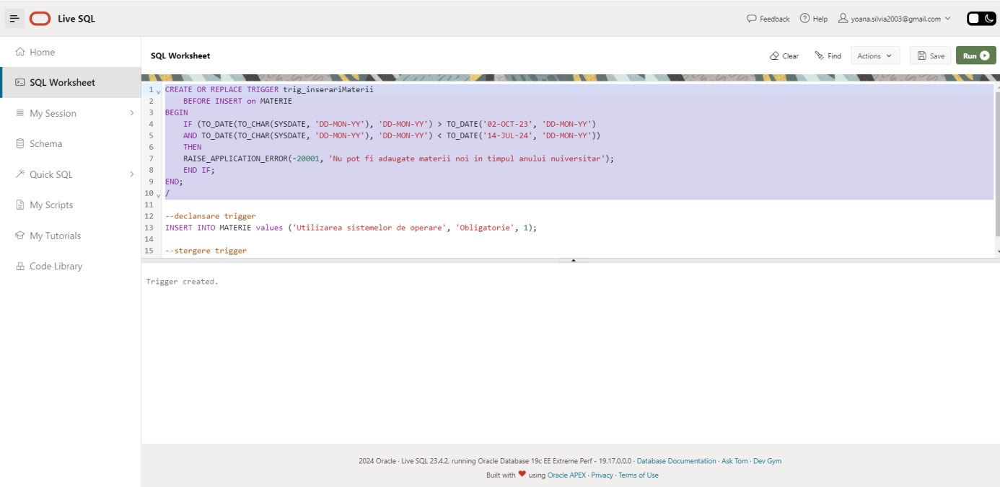 Live SQL
Feedback
Help
yoana.silvia2003@gmail.com
Home
SQL Worksheet
My Session
Schema
Quick SQL
My Scripts
My Tutorials
Code Library
SQL Worksheet
Clear
Find
Actions
Save
Run
1 CREATE OR REPLACE TRIGGER trig_inserariMaterii
2 BEFORE INSERT on MATERIE
3 BEGIN
4 IF (TO_DATE(TO_CHAR(SYSDATE, 'DD-MON-YY'), 'DD-MON-YY') > TO_DATE('02-OCT-23', 'DD-MON-YY')
5 AND TO_DATE(TO_CHAR(SYSDATE, 'DD-MON-YY'), 'DD-MON-YY') < TO_DATE('14-JUL-24', 'DD-MON-YY'))
6 THEN
7 RAISE_APPLICATION_ERROR(-20001, 'Nu pot fi adaugate materii noi in timpul anului nuiversitar');
8 END IF;
9 END;
10 /
11
12 --declansare trigger
13 INSERT INTO MATERIE values ('Utilizarea sistemelor de operare', 'Obligatorie', 1);
14
15 --stergere trigger
Trigger created.
2024 Oracle · Live SQL 23.4.2, running Oracle Database 19c EE Extreme Perf - 19.17.0.0.0 · Database Documentation · Ask Tom · Dev Gym
Built with ❤ using Oracle APEX · Privacy · Terms of Use